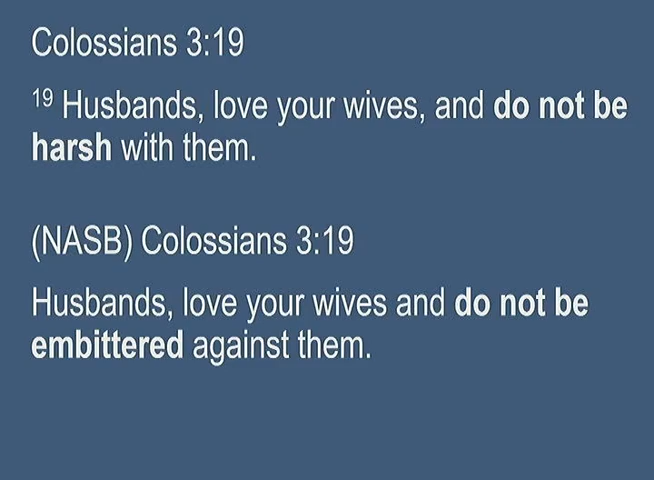 Colossians 3:19
19 Husbands, love your wives, and do not be
harsh with them.
(NASB) Colossians 3:19
Husbands, love your wives and do not be
embittered against them.